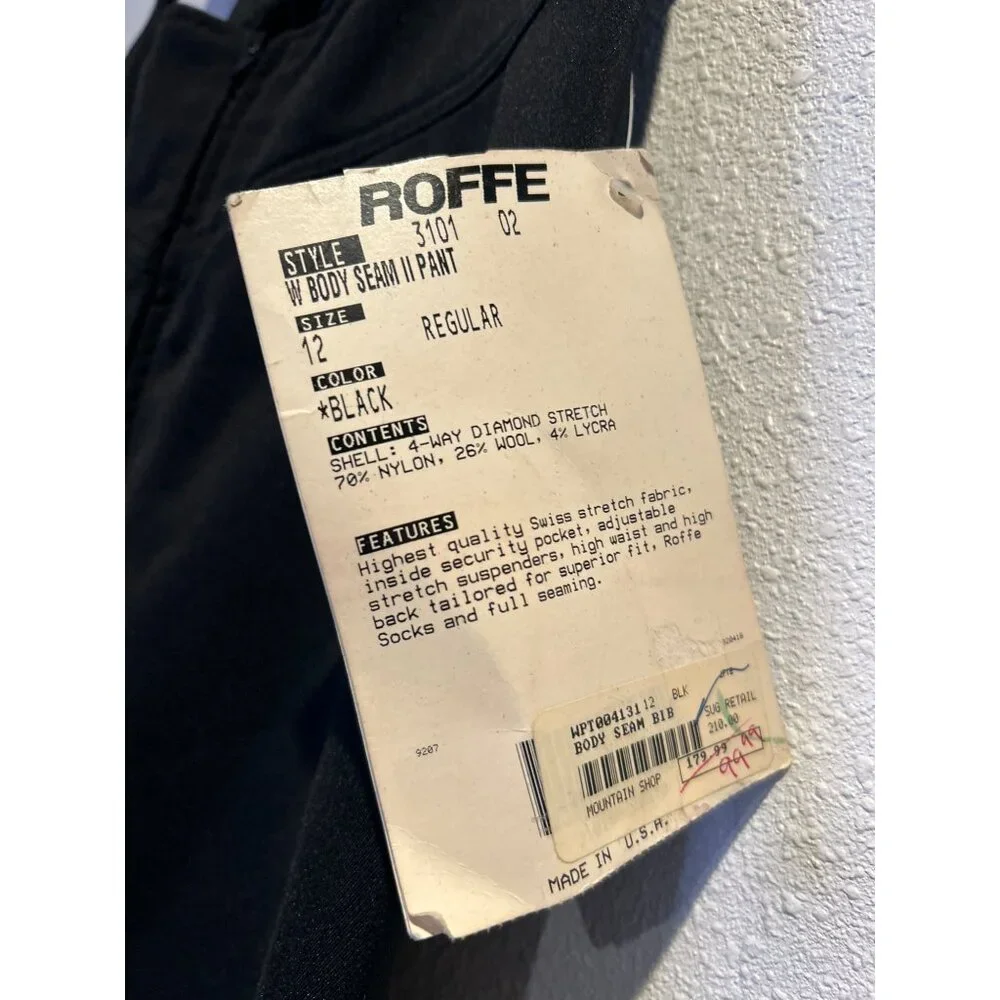 ROFFE
3101 02
STYLE
W BODY SEAM II PANT
SIZE
12 REGULAR
COLOR
*BLACK
CONTENTS
SHELL: 4-WAY DIAMOND STRETCH
70% NYLON, 26% WOOL, 4% LYCRA
FEATURES
Highest quality Swiss stretch fabric,
inside security pocket, adjustable
stretch suspenders, high waist and high
back tailored for superior fit, Roffe
Socks and full seaming.
920418
9207
WPT00413112 BLK
BODY SEAM BIB
SUG RETAIL
210.00
179.99
99.98
MOUNTAIN SHOP
MADE IN U.S.A.